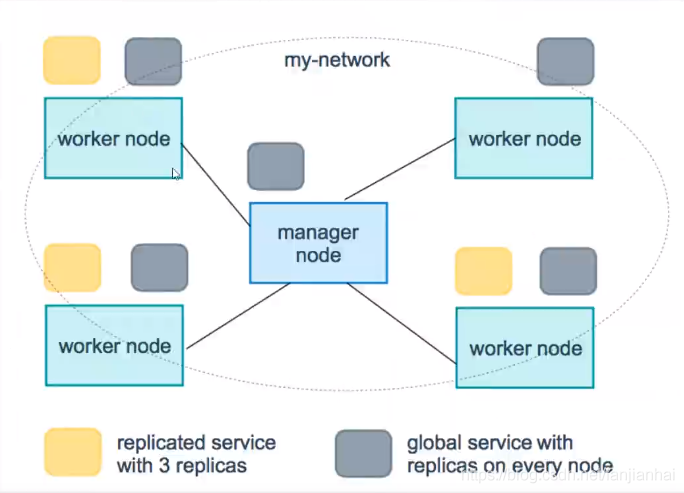 my-network
worker node
worker node
manager
node
worker node
worker node
replicated service
with 3 replicas
global service with
replicas on every node
https://blog.csdn.net/tianjianhai